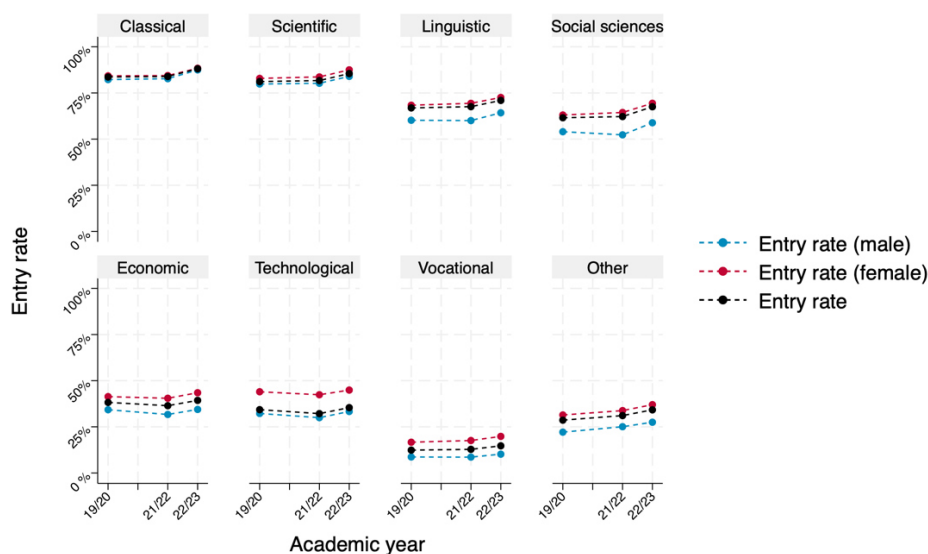 Classical
Scientific
Linguistic
Social sciences
100%
75%
50%
25%
0 %
Entry rate
Economic
Technological
Vocational
Other
100%
75%
50%
25%
0 %
19/20
21/22
22/23
19/20
21/22
22/23
19/20
21/22
22/23
19/20
21/22
22/23
Academic year
Entry rate (male)
Entry rate (female)
Entry rate